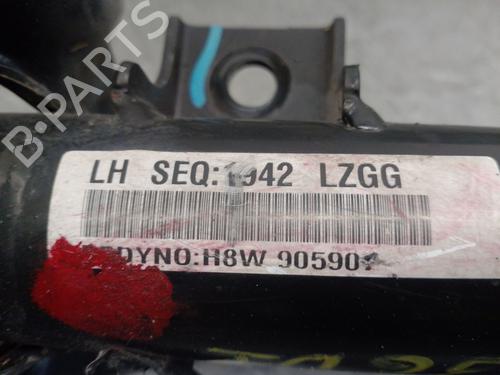 B-PARTS
LH SEQ:1942 LZGG
DYNO:H8W 90590